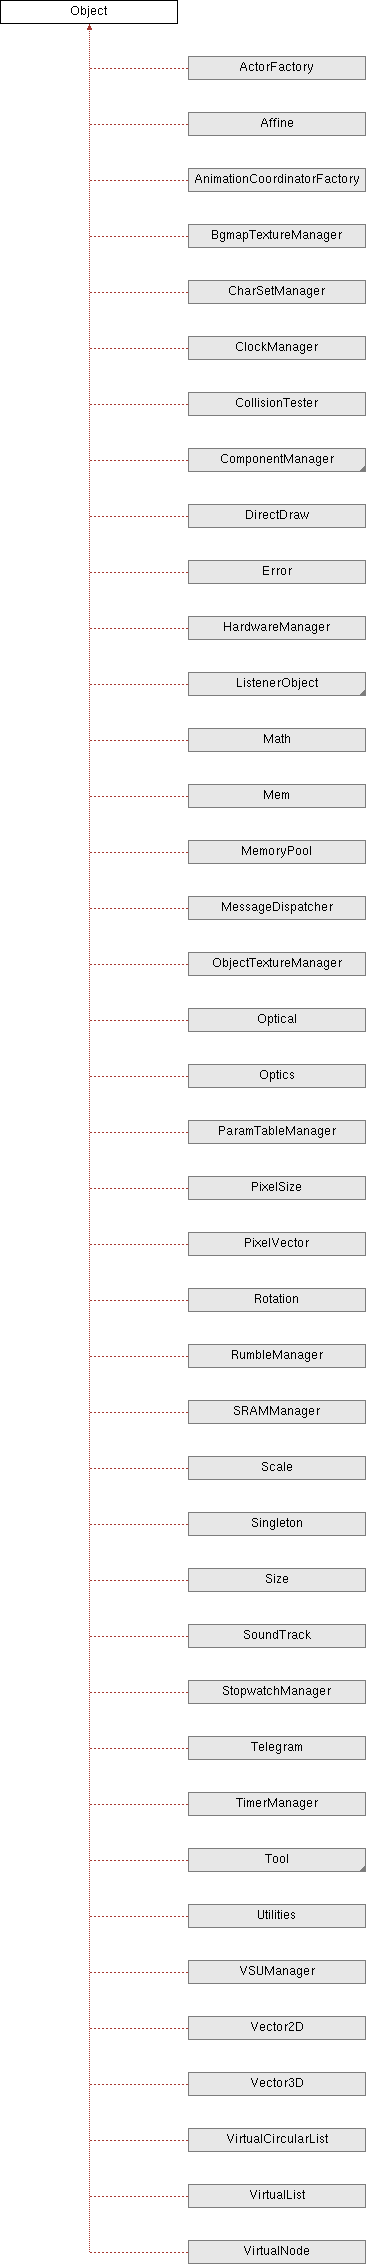 Object
ActorFactory
Affine
AnimationCoordinatorFactory
BgmapTextureManager
CharSetManager
ClockManager
CollisionTester
ComponentManager
DirectDraw
Error
HardwareManager
ListenerObject
Math
Mem
MemoryPool
MessageDispatcher
ObjectTextureManager
Optical
Optics
ParamTableManager
PixelSize
PixelVector
Rotation
RumbleManager
SRAMManager
Scale
Singleton
Size
SoundTrack
StopwatchManager
Telegram
TimerManager
Tool
Utilities
VSUManager
Vector2D
Vector3D
VirtualCircularList
VirtualList
VirtualNode